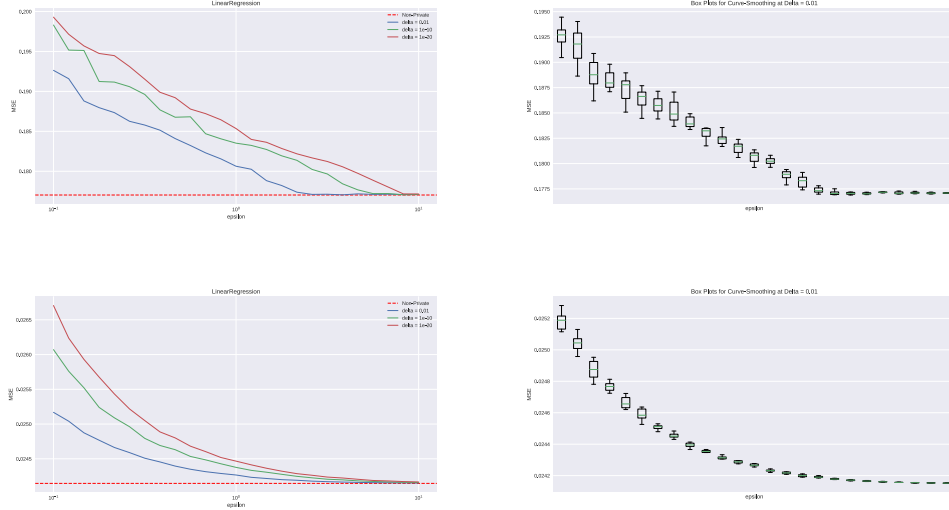 LinearRegression
0.200
0.195
0.190
0.185
0.180
MSE
10⁻¹
10⁰
10¹
epsilon
Non-Private
delta = 0.01
delta = 1e-10
delta = 1e-20
Box Plots for Curve-Smoothing at Delta = 0.01
0.1950
0.1925
0.1900
0.1875
0.1850
0.1825
0.1800
0.1775
MSE
epsilon
LinearRegression
0.0265
0.0260
0.0255
0.0250
0.0245
MSE
10⁻¹
10⁰
10¹
epsilon
Non-Private
delta = 0.01
delta = 1e-10
delta = 1e-20
Box Plots for Curve-Smoothing at Delta = 0.01
0.0252
0.0250
0.0248
0.0246
0.0244
0.0242
MSE
epsilon